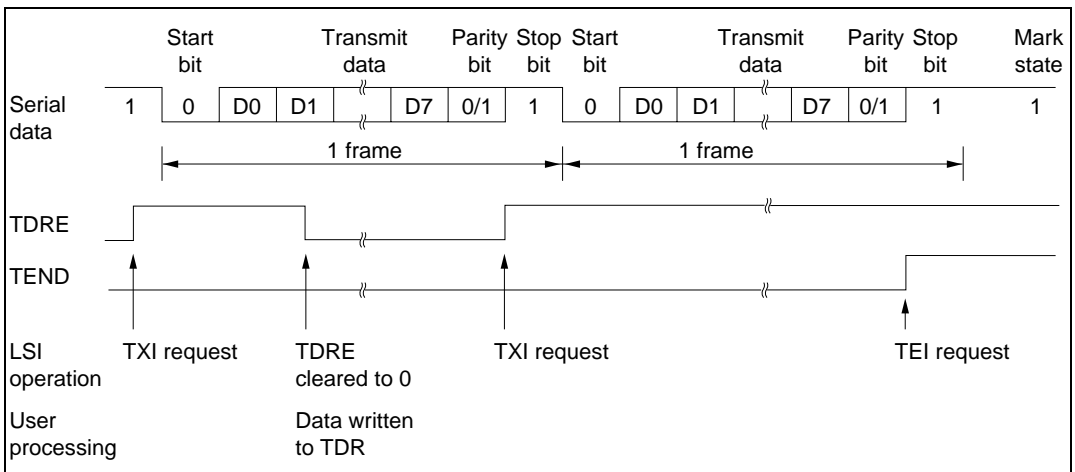 Start bit Transmit data Parity bit Stop bit Start bit Transmit data Parity bit Stop bit Mark state
Serial data 1 0 D0 D1 D7 0/1 1 0 D0 D1 D7 0/1 1 1
1 frame 1 frame
TDRE
TEND
LSI operation TXI request TDRE cleared to 0 TXI request TEI request
User processing Data written to TDR